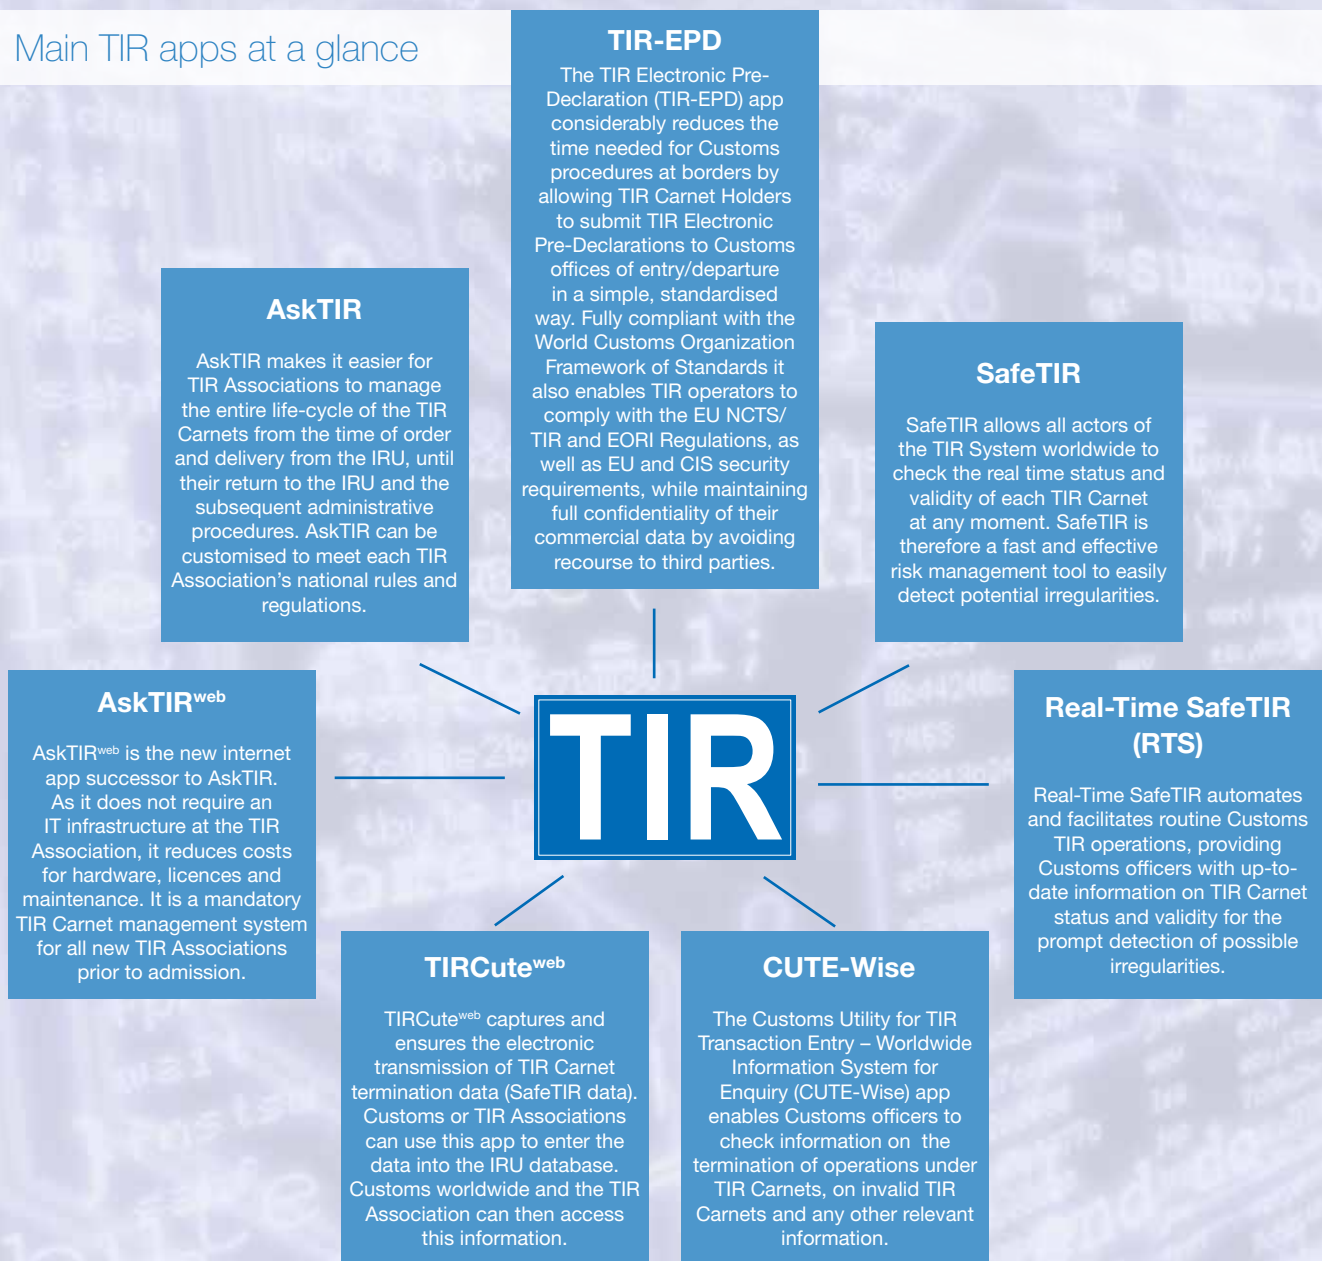 Main TIR apps at a glance
TIR-EPD
The TIR Electronic Pre-
Declaration (TIR-EPD) app
considerably reduces the
time needed for Customs
procedures at borders by
allowing TIR Carnet Holders
to submit TIR Electronic
Pre-Declarations to Customs
offices of entry/departure
in a simple, standardised
way. Fully compliant with the
World Customs Organization
Framework of Standards it
also enables TIR operators to
comply with the EU NCTS/
TIR and EORI Regulations, as
well as EU and CIS security
requirements, while maintaining
full confidentiality of their
commercial data by avoiding
recourse to third parties.
AskTIR
AskTIR makes it easier for
TIR Associations to manage
the entire life-cycle of the TIR
Carnets from the time of order
and delivery from the IRU, until
their return to the IRU and the
subsequent administrative
procedures. AskTIR can be
customised to meet each TIR
Association's national rules and
regulations.
SafeTIR
SafeTIR allows all actors of
the TIR System worldwide to
check the real time status and
validity of each TIR Carnet
at any moment. SafeTIR is
therefore a fast and effective
risk management tool to easily
detect potential irregularities.
AskTIRweb
AskTIRweb is the new internet
app successor to AskTIR.
As it does not require an
IT infrastructure at the TIR
Association, it reduces costs
for hardware, licences and
maintenance. It is a mandatory
TIR Carnet management system
for all new TIR Associations
prior to admission.
TIR
Real-Time SafeTIR
(RTS)
Real-Time SafeTIR automates
and facilitates routine Customs
TIR operations, providing
Customs officers with up-to-
date information on TIR Carnet
status and validity for the
prompt detection of possible
irregularities.
TIRCuteweb
TIRCuteweb captures and
ensures the electronic
transmission of TIR Carnet
termination data (SafeTIR data).
Customs or TIR Associations
can use this app to enter the
data into the IRU database.
Customs worldwide and the TIR
Association can then access
this information.
CUTE-Wise
The Customs Utility for TIR
Transaction Entry – Worldwide
Information System for
Enquiry (CUTE-Wise) app
enables Customs officers to
check information on the
termination of operations under
TIR Carnets, on invalid TIR
Carnets and any other relevant
information.